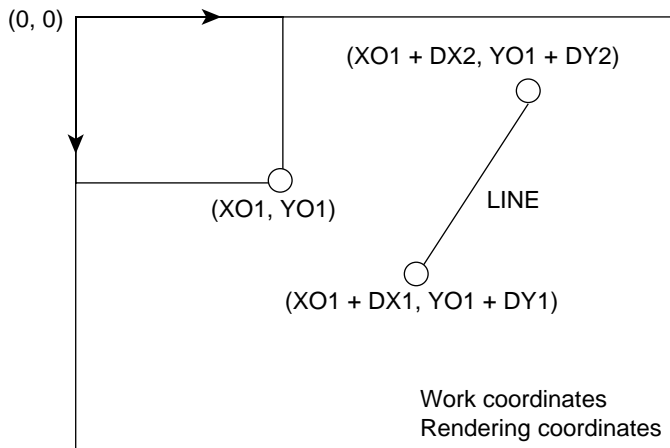 (0, 0)
(XO1 + DX2, YO1 + DY2)
(XO1, YO1)
LINE
(XO1 + DX1, YO1 + DY1)
Work coordinates
Rendering coordinates